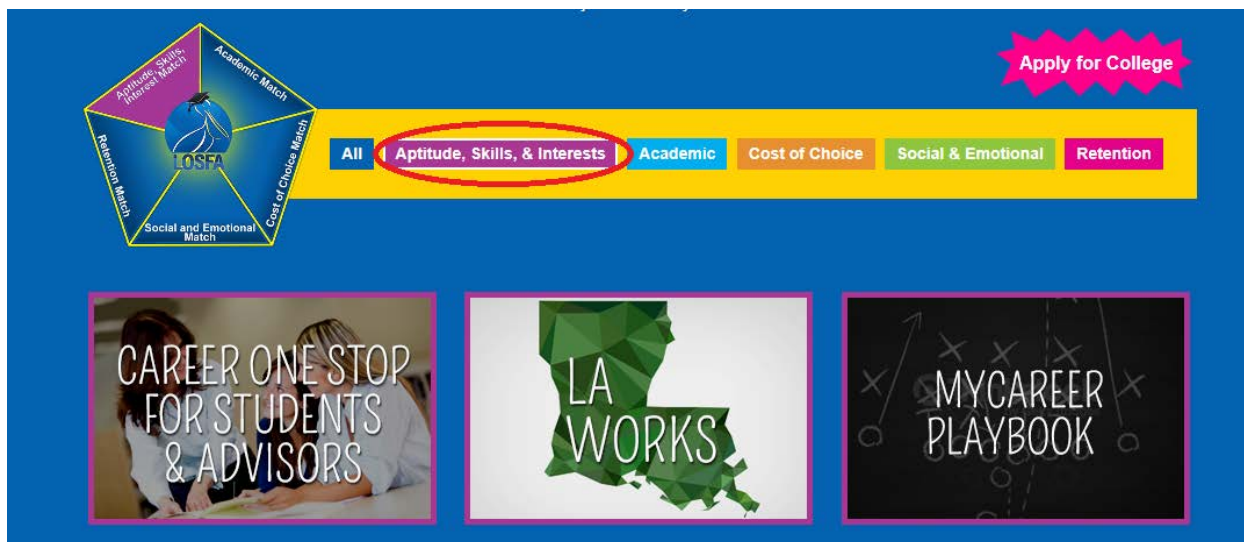 Aptitude, Skills,
Interest Match
Academic Match
Retention Match
LOSFA
Cost of Choice Match
Social and Emotional
Match
Apply for College
All
Aptitude, Skills, & Interests
Academic
Cost of Choice
Social & Emotional
Retention
CAREER ONE STOP
FOR STUDENTS
& ADVISORS
LA
WORKS
MYCAREER
PLAYBOOK